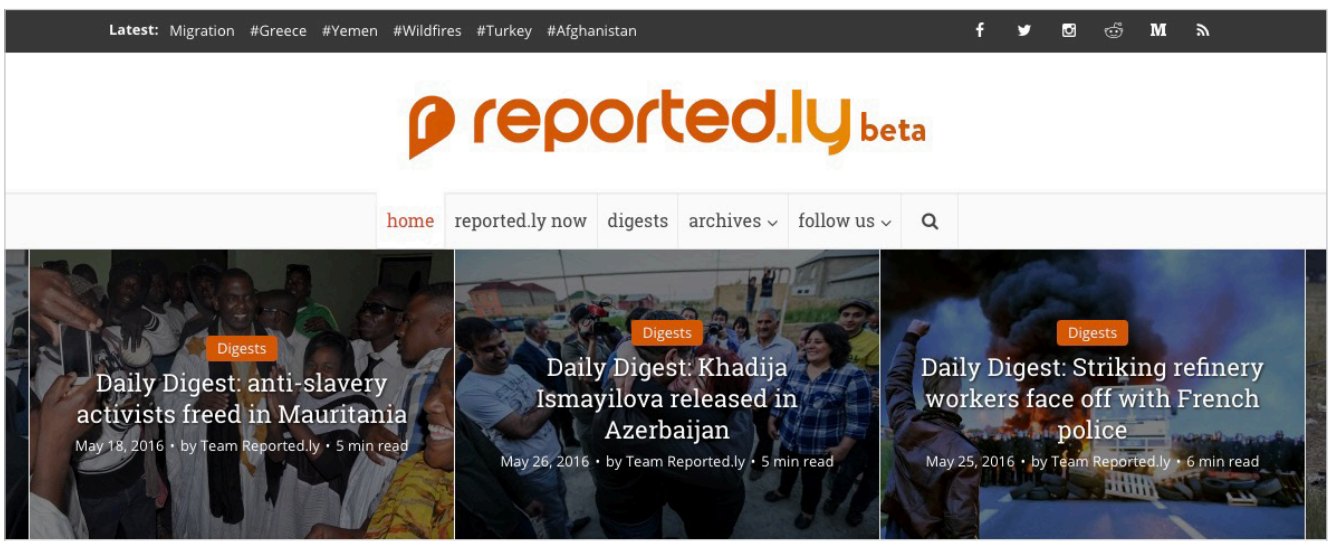 Latest: Migration #Greece #Yemen #Wildfires #Turkey #Afghanistan
reported.ly beta
home reported.ly now digests archives follow us
Digests
Daily Digest: anti-slavery
activists freed in Mauritania
May 18, 2016 • by Team Reported.ly • 5 min read
Digests
Daily Digest: Khadija
Ismayilova released in
Azerbaijan
May 26, 2016 • by Team Reported.ly • 5 min read
Digests
Daily Digest: Striking refinery
workers face off with French
police
May 25, 2016 • by Team Reported.ly • 6 min read